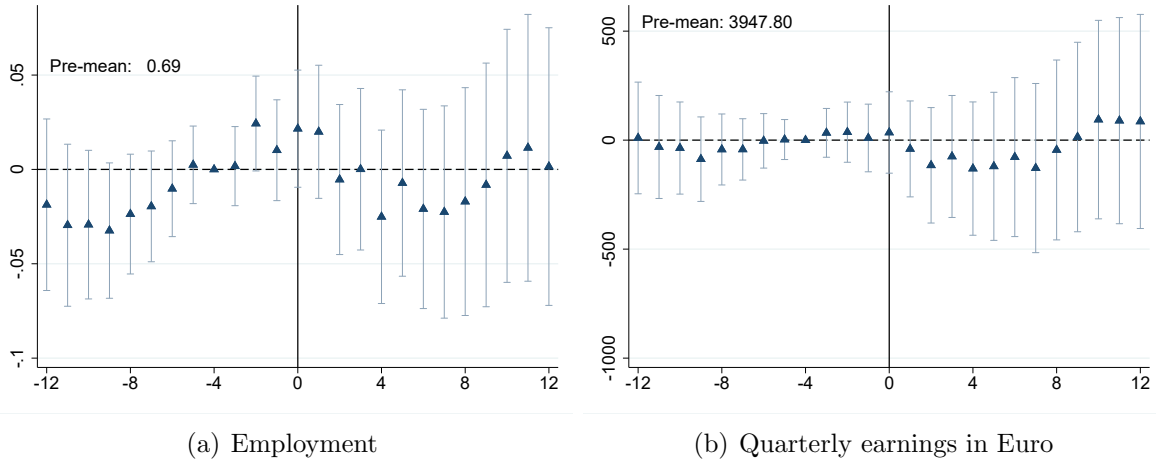 Pre-mean: 0.69
.05
0
-.05
-.1
-12 -8 -4 0 4 8 12
(a) Employment
Pre-mean: 3947.80
500
0
-500
-1000
-12 -8 -4 0 4 8 12
(b) Quarterly earnings in Euro